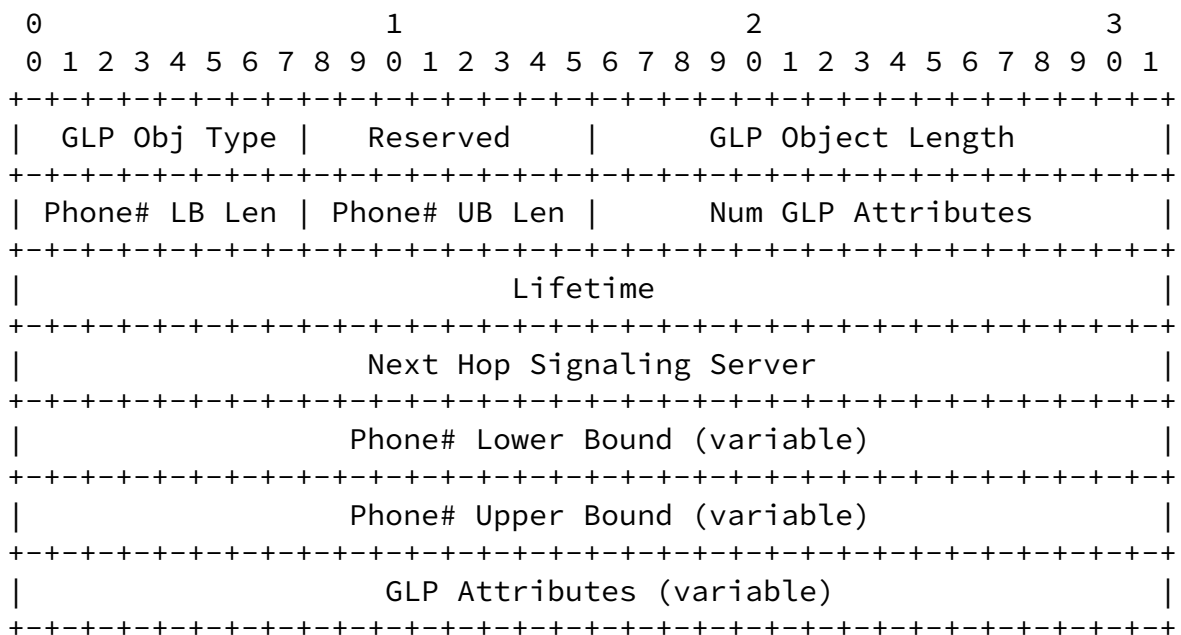 0                   1                   2                   3
 0 1 2 3 4 5 6 7 8 9 0 1 2 3 4 5 6 7 8 9 0 1 2 3 4 5 6 7 8 9 0 1
+-+-+-+-+-+-+-+-+-+-+-+-+-+-+-+-+-+-+-+-+-+-+-+-+-+-+-+-+-+-+-+-+
|  GLP Obj Type |   Reserved    |      GLP Object Length        |
+-+-+-+-+-+-+-+-+-+-+-+-+-+-+-+-+-+-+-+-+-+-+-+-+-+-+-+-+-+-+-+-+
| Phone# LB Len | Phone# UB Len |      Num GLP Attributes       |
+-+-+-+-+-+-+-+-+-+-+-+-+-+-+-+-+-+-+-+-+-+-+-+-+-+-+-+-+-+-+-+-+
|                           Lifetime                            |
+-+-+-+-+-+-+-+-+-+-+-+-+-+-+-+-+-+-+-+-+-+-+-+-+-+-+-+-+-+-+-+-+
|                   Next Hop Signaling Server                   |
+-+-+-+-+-+-+-+-+-+-+-+-+-+-+-+-+-+-+-+-+-+-+-+-+-+-+-+-+-+-+-+-+
|                  Phone# Lower Bound (variable)                |
+-+-+-+-+-+-+-+-+-+-+-+-+-+-+-+-+-+-+-+-+-+-+-+-+-+-+-+-+-+-+-+-+
|                  Phone# Upper Bound (variable)                |
+-+-+-+-+-+-+-+-+-+-+-+-+-+-+-+-+-+-+-+-+-+-+-+-+-+-+-+-+-+-+-+-+
|                    GLP Attributes (variable)                  |
+-+-+-+-+-+-+-+-+-+-+-+-+-+-+-+-+-+-+-+-+-+-+-+-+-+-+-+-+-+-+-+-+